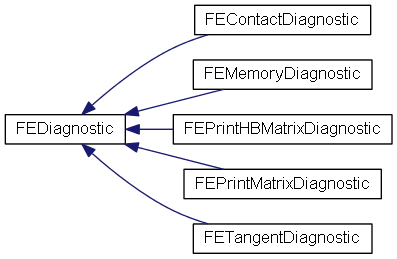 FEContactDiagnostic
FEMemoryDiagnostic
FEDiagnostic
FEPrintHBMatrixDiagnostic
FEPrintMatrixDiagnostic
FETangentDiagnostic